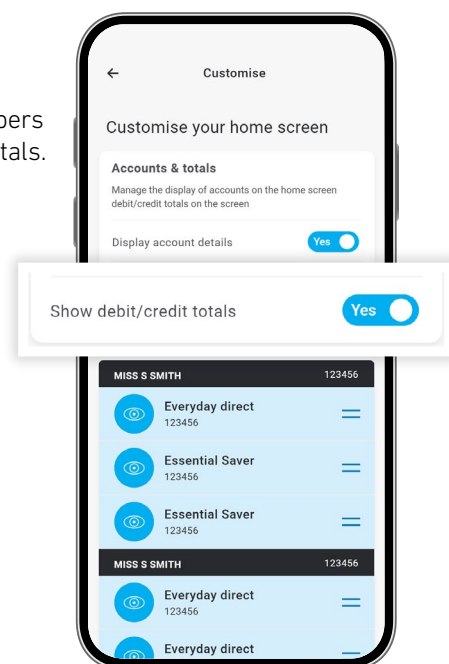 Customise
tals.
Customise your home screen
Accounts & totals
Manage the display of accounts on the home screen
debit/credit totals on the screen
Display account details Yes
Show debit/credit totals Yes
MISS S SMITH 123456
Everyday direct
123456
Essential Saver
123456
Essential Saver
123456
MISS S SMITH 123456
Everyday direct
123456
Everyday direct